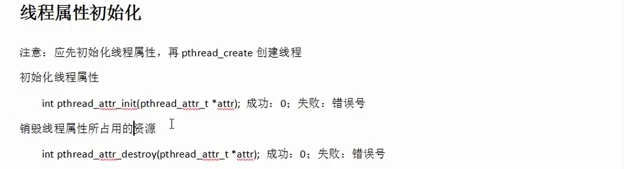 线程属性初始化
注意：应先初始化线程属性，再 pthread_create 创建线程
初始化线程属性
int pthread_attr_init(pthread_attr_t *attr); 成功：0；失败：错误号
销毁线程属性所占用的资源
int pthread_attr_destroy(pthread_attr_t *attr); 成功：0；失败：错误号